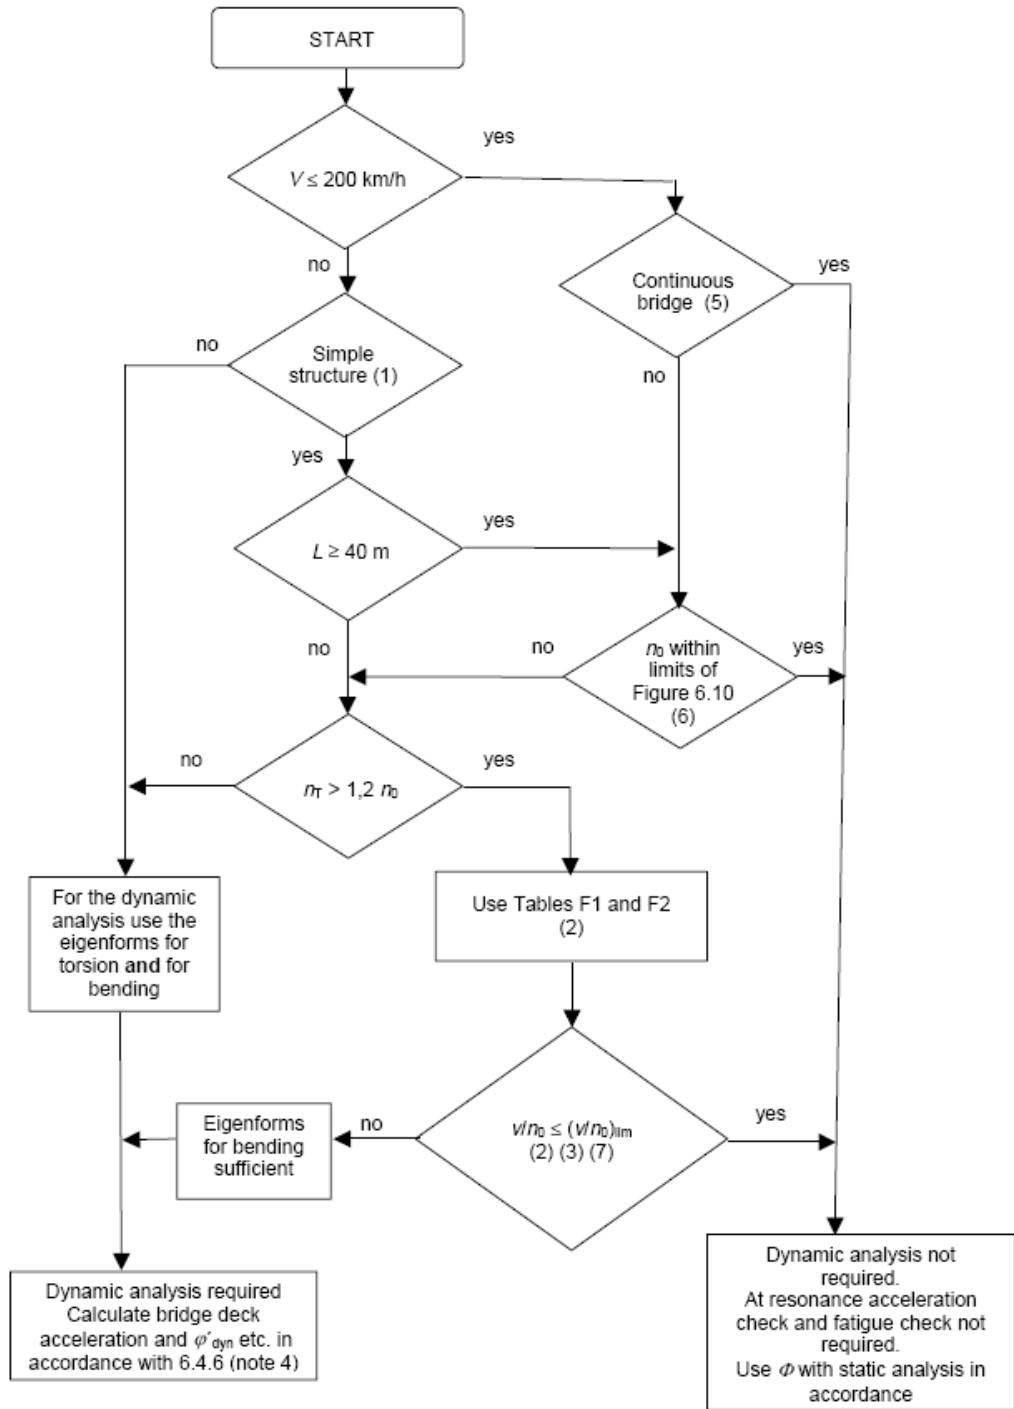 START
yes
V ≤ 200 km/h
no
Continuous
bridge (5)
yes
no
Simple
structure (1)
no
yes
L ≥ 40 m
yes
no
no
n₀ within
limits of
Figure 6.10
(6)
yes
no
nT > 1,2 n₀
yes
For the dynamic
analysis use the
eigenforms for
torsion and for
bending
Use Tables F1 and F2
(2)
Eigenforms
for bending
sufficient
no
v/n₀ ≤ (v/n₀)lim
(2) (3) (7)
yes
Dynamic analysis required
Calculate bridge deck
acceleration and φ′dyn etc. in
accordance with 6.4.6 (note 4)
Dynamic analysis not
required.
At resonance acceleration
check and fatigue check not
required.
Use Φ with static analysis in
accordance